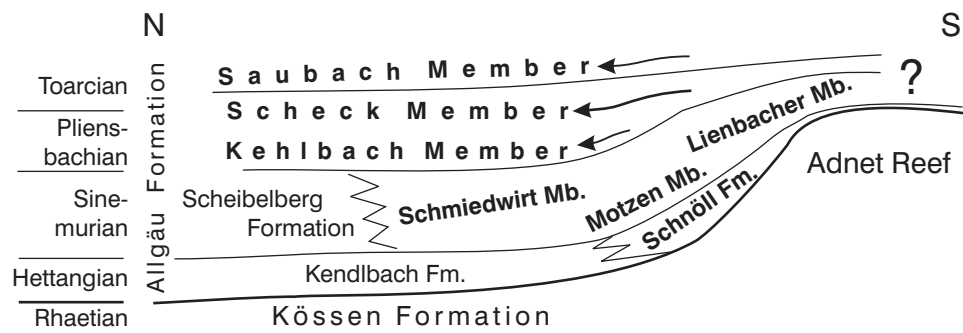 N
S
Toarcian
Pliens-
bachian
Sine-
murian
Hettangian
Rhaetian
Allgäu Formation
Saubach Member
Scheck Member
Kehlbach Member
Scheibelberg
Formation
Schmiedwirt Mb.
Motzen Mb.
Lienbacher Mb.
Schnöll Fm.
?
Adnet Reef
Kendlbach Fm.
Kössen Formation